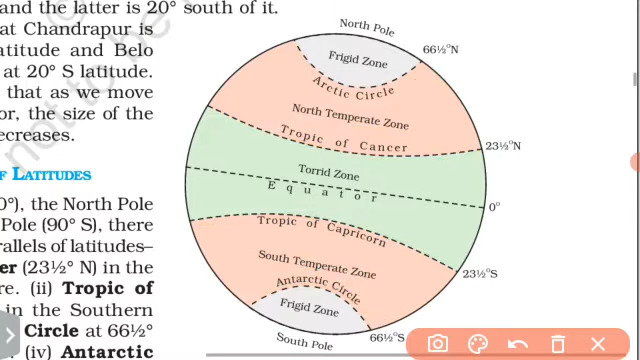 and the latter is 20° south of it.
at Chandrapur is
atitude and Belo
at 20° S latitude.
that as we move
or, the size of the
ecreases.
F LATITUDES
0°), the North Pole
Pole (90° S), there
rallels of latitudes–
er (23½° N) in the
re. (ii) Tropic of
in the Southern
Circle at 66½°
(iv) Antarctic
not to be
North Pole
66½°N
Frigid Zone
Arctic Circle
North Temperate Zone
Tropic of Cancer
23½°N
Torrid Zone
Equator
0°
Tropic of Capricorn
South Temperate Zone
23½°S
Antarctic Circle
Frigid Zone
South Pole
66½°S